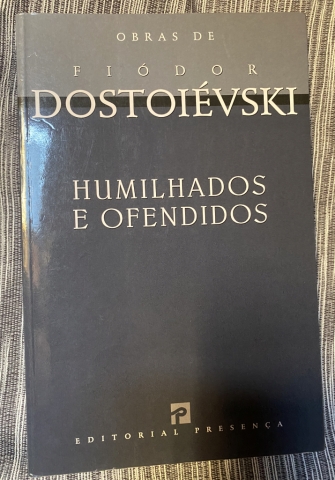 OBRAS DE
FIÓDOR
DOSTOIÉVSKI
HUMILHADOS
E OFENDIDOS
P
EDITORIAL PRESENÇA